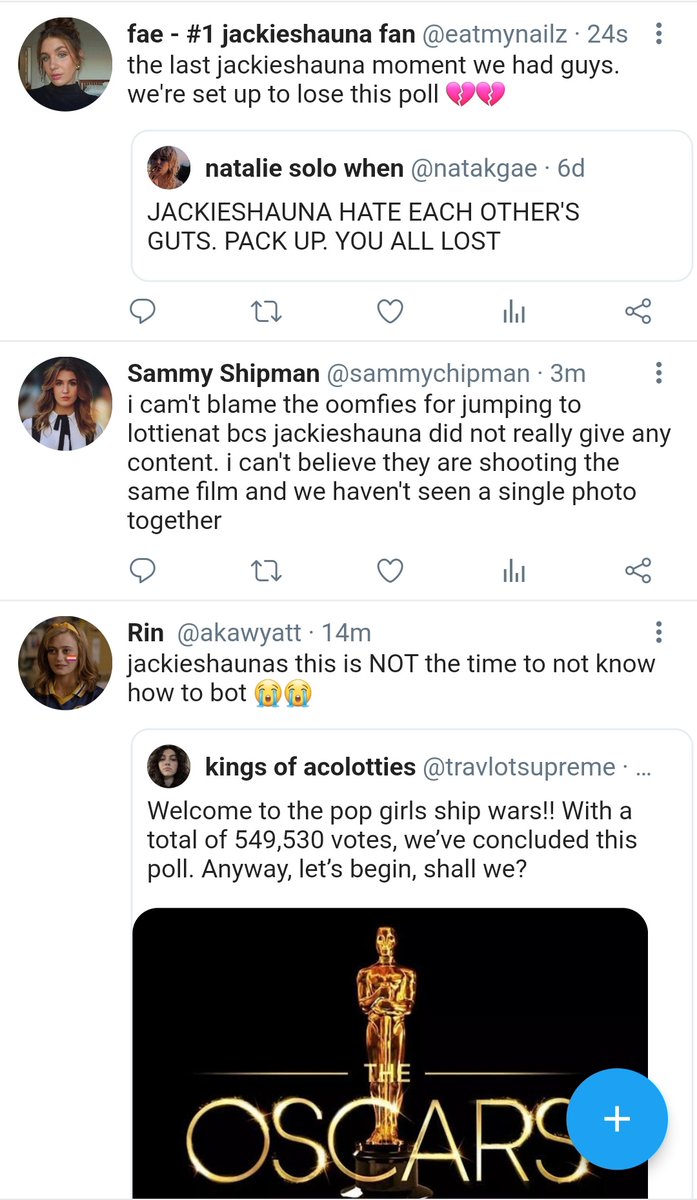 fae - #1 jackieshauna fan @eatmynailz · 24s
the last jackieshauna moment we had guys.
we're set up to lose this poll 💔💔
natalie solo when @natakgae · 6d
JACKIESHAUNA HATE EACH OTHER'S
GUTS. PACK UP. YOU ALL LOST
Sammy Shipman @sammychipman · 3m
i cam't blame the oomfies for jumping to
lottienat bcs jackieshauna did not really give any
content. i can't believe they are shooting the
same film and we haven't seen a single photo
together
Rin @akawyatt · 14m
jackieshaunas this is NOT the time to not know
how to bot 😭😭
kings of acolotties @travlotsupreme · ...
Welcome to the pop girls ship wars!! With a
total of 549,530 votes, we’ve concluded this
poll. Anyway, let’s begin, shall we?
THE
OSCARS